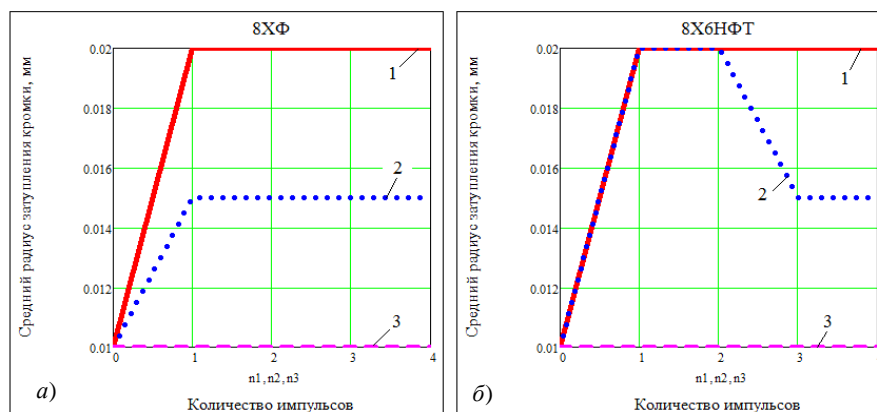 8ХФ
Средний радиус затупления кромки, мм
0.02
0.018
0.016
0.014
0.012
0.01
0
1
2
3
4
1
2
3
n1,n2,n3
Количество импульсов
а)
8Х6НФТ
Средний радиус затупления кромки, мм
0.02
0.018
0.016
0.014
0.012
0.01
0
1
2
3
1
2
3
n1,n2,n3
Количество импульсов
б)